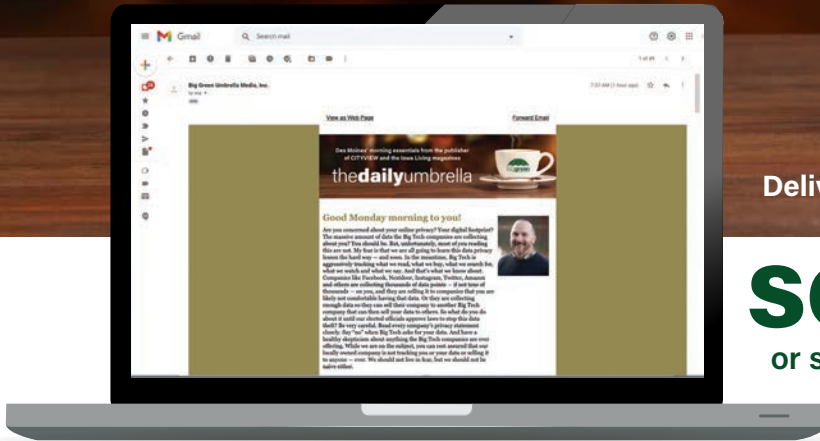 Gmail
Search mail
1 of 49
Big Green Umbrella Media, Inc.
to me
7:57 AM (1 hour ago)
View as Web Page
Forward Email
Des Moines' morning essentials from the publisher
of CITYVIEW and the Iowa Living magazines
thedailyumbrella
biggreen
Good Monday morning to you!
Are you concerned about your online privacy? Your digital footprint?
The massive amount of data the Big Tech companies are collecting
about you? You should be. But, unfortunately, most of you reading
this are not. My fear is that we are all going to learn this data privacy
lesson the hard way — and soon. In the meantime, Big Tech is
aggressively tracking what we read, what we buy, what we search for,
what we watch and what we say. And that's what we know about.
Companies like Facebook, Nextdoor, Instagram, Twitter, Amazon
and others are collecting thousands of data points — if not tens of
thousands — on you, and they are selling it to companies that you are
likely not comfortable having that data. Or they are collecting
enough data so they can sell their company to another Big Tech
company that can then sell your data to others. So what do you do
about it until our elected officials approve laws to stop this data
theft? Be very careful. Read every company's privacy statement
closely. Say "no" when Big Tech asks for your data. And have a
healthy skepticism about anything the Big Tech companies are ever
offering. While we are on the subject, you can rest assured that our
locally owned company is not tracking you or your data or selling it
to anyone — ever. We should not live in fear, but we should not be
naive either.
Deliv
or s